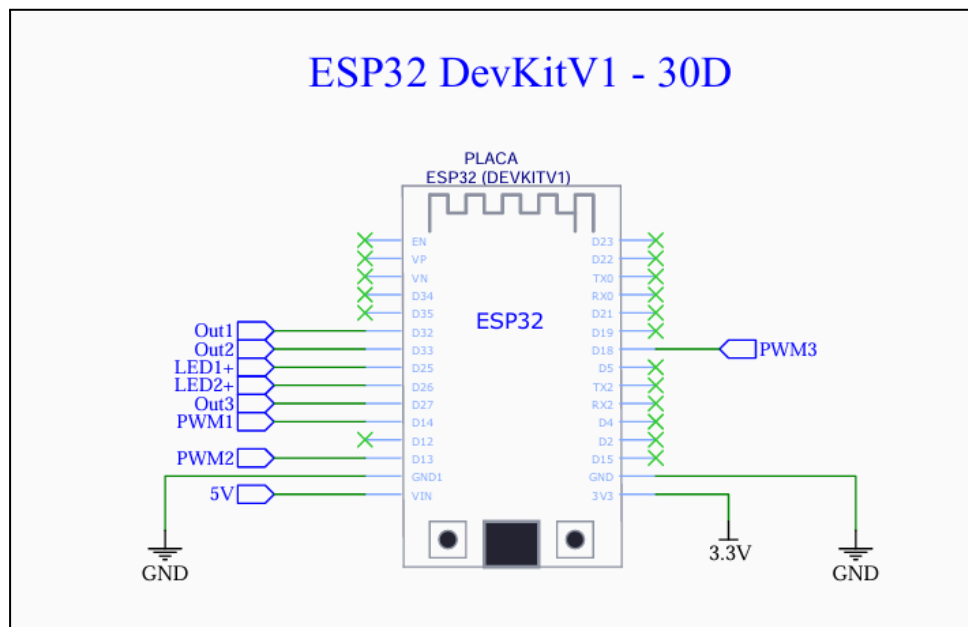 ESP32 DevKitV1 - 30D
PLACA
ESP32 (DEVKITV1)
EN
VP
VN
D34
D35
Out1 D32
Out2 D33
LED1+ D25
LED2+ D26
Out3 D27
PWM1 D14
D12
PWM2 D13
GND1
5V VIN
GND
ESP32
D23
D22
TX0
RX0
D21
D19
D18 PWM3
D5
TX2
RX2
D4
D2
D15
GND
3V3
3.3V
GND